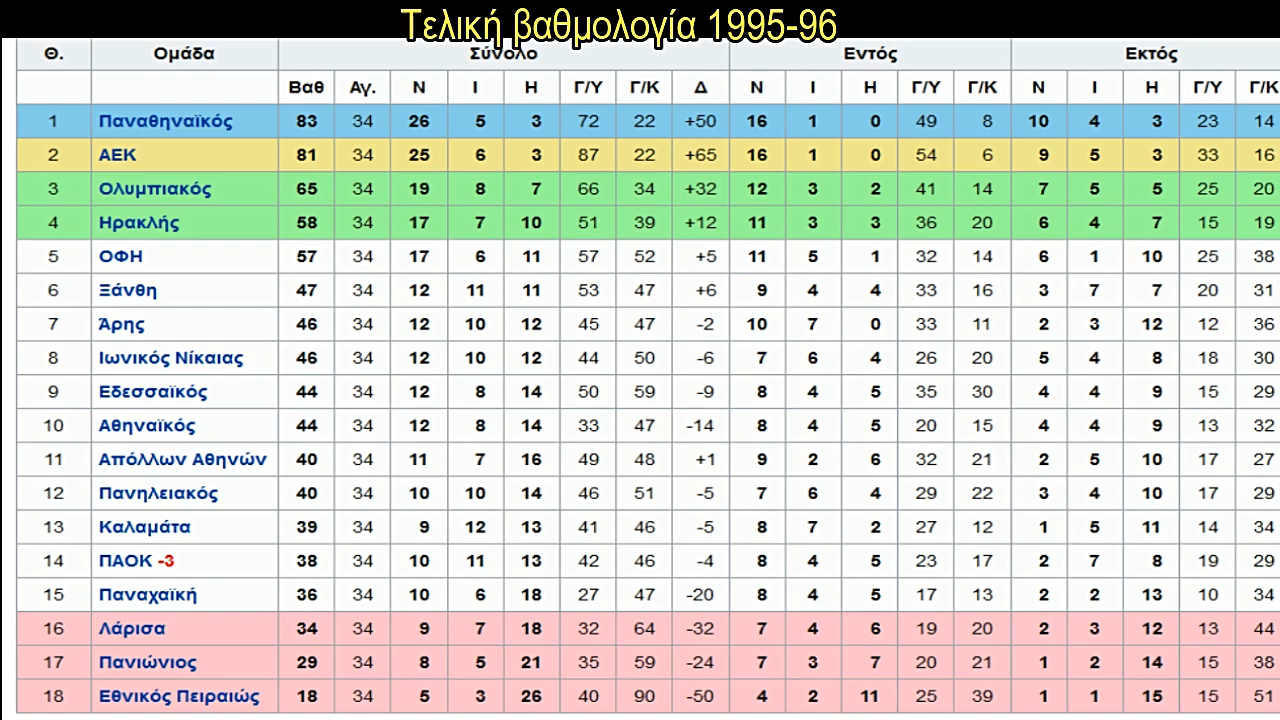 Τελική βαθμολογία 1995-96
Θ. Ομάδα Σύνολο Εντός Εκτός
Βαθ Αγ. Ν Ι Η Γ/Υ Γ/Κ Δ Ν Ι Η Γ/Υ Γ/Κ Ν Ι Η Γ/Υ Γ/Κ
1 Παναθηναϊκός 83 34 26 5 3 72 22 +50 16 1 0 49 8 10 4 3 23 14
2 ΑΕΚ 81 34 25 6 3 87 22 +65 16 1 0 54 6 9 5 3 33 16
3 Ολυμπιακός 65 34 19 8 7 66 34 +32 12 3 2 41 14 7 5 5 25 20
4 Ηρακλής 58 34 17 7 10 51 39 +12 11 3 3 36 20 6 4 7 15 19
5 ΟΦΗ 57 34 17 6 11 57 52 +5 11 5 1 32 14 6 1 10 25 38
6 Ξάνθη 47 34 12 11 11 53 47 +6 9 4 4 33 16 3 7 7 20 31
7 Άρης 46 34 12 10 12 45 47 -2 10 7 0 33 11 2 3 12 12 36
8 Ιωνικός Νίκαιας 46 34 12 10 12 44 50 -6 7 6 4 26 20 5 4 8 18 30
9 Εδεσσαϊκός 44 34 12 8 14 50 59 -9 8 4 5 35 30 4 4 9 15 29
10 Αθηναϊκός 44 34 12 8 14 33 47 -14 8 4 5 20 15 4 4 9 13 32
11 Απόλλων Αθηνών 40 34 11 7 16 49 48 +1 9 2 6 32 21 2 5 10 17 27
12 Πανηλειακός 40 34 10 10 14 46 51 -5 7 6 4 29 22 3 4 10 17 29
13 Καλαμάτα 39 34 9 12 13 41 46 -5 8 7 2 27 12 1 5 11 14 34
14 ΠΑΟΚ -3 38 34 10 11 13 42 46 -4 8 4 5 23 17 2 7 8 19 29
15 Παναχαϊκή 36 34 10 6 18 27 47 -20 8 4 5 17 13 2 2 13 10 34
16 Λάρισα 34 34 9 7 18 32 64 -32 7 4 6 19 20 2 3 12 13 44
17 Πανιώνιος 29 34 8 5 21 35 59 -24 7 3 7 20 21 1 2 14 15 38
18 Εθνικός Πειραιώς 18 34 5 3 26 40 90 -50 4 2 11 25 39 1 1 15 15 51